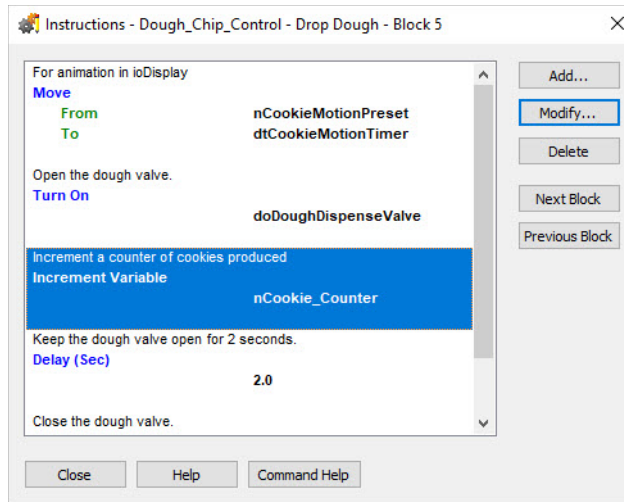 Instructions - Dough_Chip_Control - Drop Dough - Block 5
For animation in ioDisplay
Move
From nCookieMotionPreset
To dtCookieMotionTimer
Open the dough valve.
Turn On
doDoughDispenseValve
Increment a counter of cookies produced
Increment Variable
nCookie_Counter
Keep the dough valve open for 2 seconds.
Delay (Sec)
2.0
Close the dough valve.
Add...
Modify...
Delete
Next Block
Previous Block
Close Help Command Help